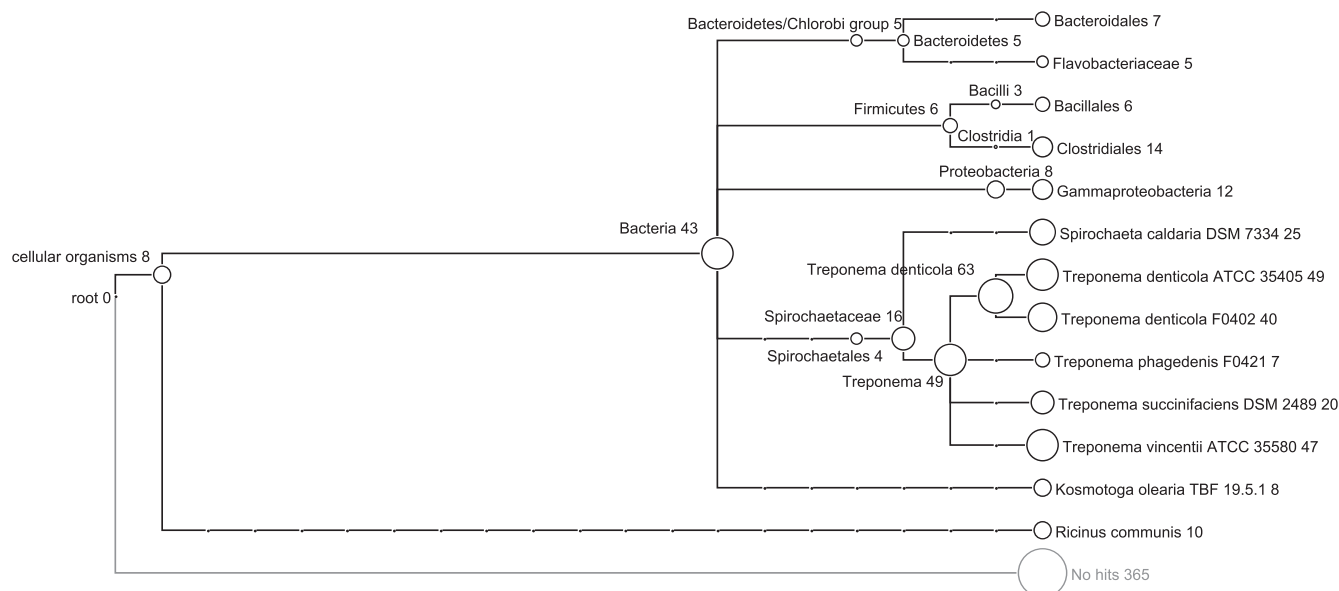 Bacteroidales 7
Bacteroidetes/Chlorobi group 5
Bacteroidetes 5
Flavobacteriaceae 5
Bacilli 3
Bacillales 6
Firmicutes 6
Clostridia 1
Clostridiales 14
Proteobacteria 8
Gammaproteobacteria 12
Bacteria 43
Spirochaeta caldaria DSM 7334 25
cellular organisms 8
Treponema denticola 63
Treponema denticola ATCC 35405 49
root 0
Spirochaetaceae 16
Treponema denticola F0402 40
Spirochaetales 4
Treponema phagedenis F0421 7
Treponema 49
Treponema succinifaciens DSM 2489 20
Treponema vincentii ATCC 35580 47
Kosmotoga olearia TBF 19.5.1 8
Ricinus communis 10
No hits 365